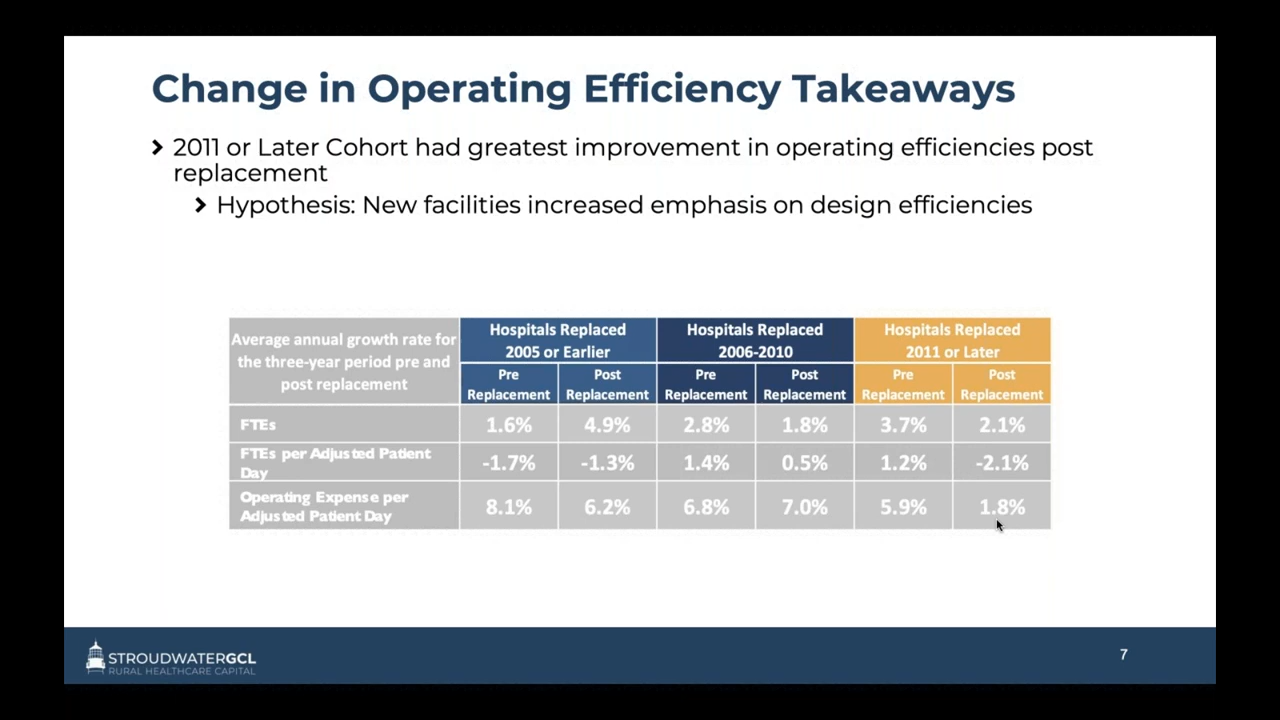 Change in Operating Efficiency Takeaways
2011 or Later Cohort had greatest improvement in operating efficiencies post
replacement
Hypothesis: New facilities increased emphasis on design efficiencies
Average annual growth rate for
the three-year period pre and
post replacement
Hospitals Replaced
2005 or Earlier
Hospitals Replaced
2006-2010
Hospitals Replaced
2011 or Later
Pre
Replacement
Post
Replacement
Pre
Replacement
Post
Replacement
Pre
Replacement
Post
Replacement
FTEs
1.6% 4.9% 2.8% 1.8% 3.7% 2.1%
FTEs per Adjusted Patient
Day
-1.7% -1.3% 1.4% 0.5% 1.2% -2.1%
Operating Expense per
Adjusted Patient Day
8.1% 6.2% 6.8% 7.0% 5.9% 1.8%
STROUDWATERGCL
RURAL HEALTHCARE CAPITAL
7